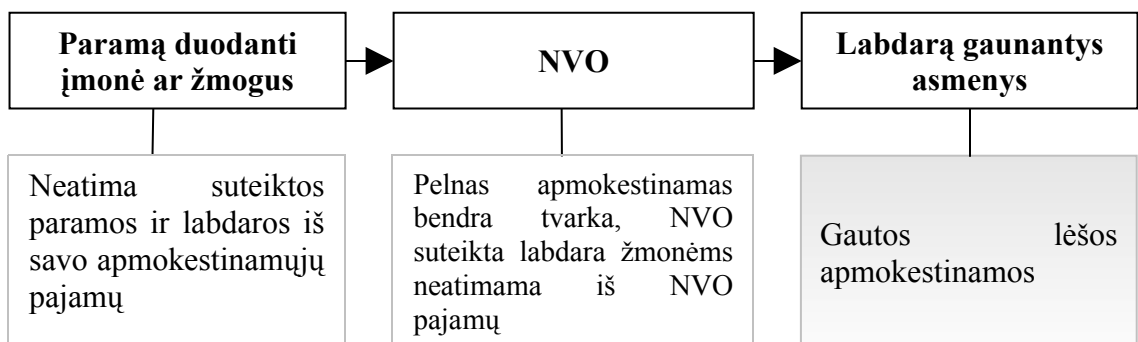 Paramą duodanti
įmonė ar žmogus
NVO
Labdarą gaunantys
asmenys
Neatima suteiktos
paramos ir labdaros iš
savo apmokestinamųjų
pajamų
Pelnas apmokestinamas
bendra tvarka, NVO
suteikta labdara žmonėms
neatimama iš NVO
pajamų
Gautos lėšos
apmokestinamos